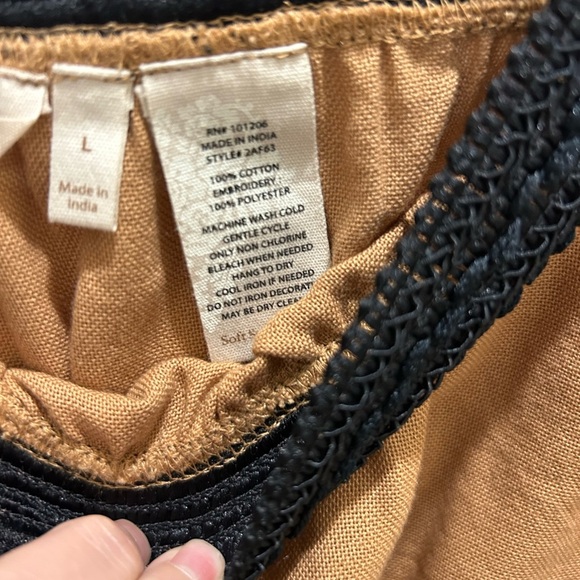 L
Made in
India
RN# 101206
MADE IN INDIA
STYLE# 2AF63
100% COTTON
EMBROIDERY:
100% POLYESTER
MACHINE WASH COLD
GENTLE CYCLE
ONLY NON CHLORINE
BLEACH WHEN NEEDED
HANG TO DRY
COOL IRON IF NEEDED
DO NOT IRON DECORATI
MAY BE DRY CLEA
Soft S